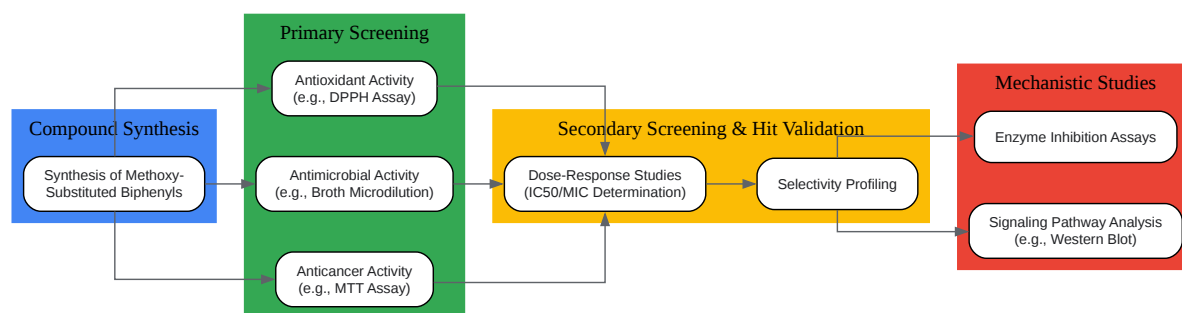 Compound Synthesis
Synthesis of Methoxy-
Substituted Biphenyls
Primary Screening
Antioxidant Activity
(e.g., DPPH Assay)
Antimicrobial Activity
(e.g., Broth Microdilution)
Anticancer Activity
(e.g., MTT Assay)
Secondary Screening & Hit Validation
Dose-Response Studies
(IC50/MIC Determination)
Selectivity Profiling
Mechanistic Studies
Enzyme Inhibition Assays
Signaling Pathway Analysis
(e.g., Western Blot)